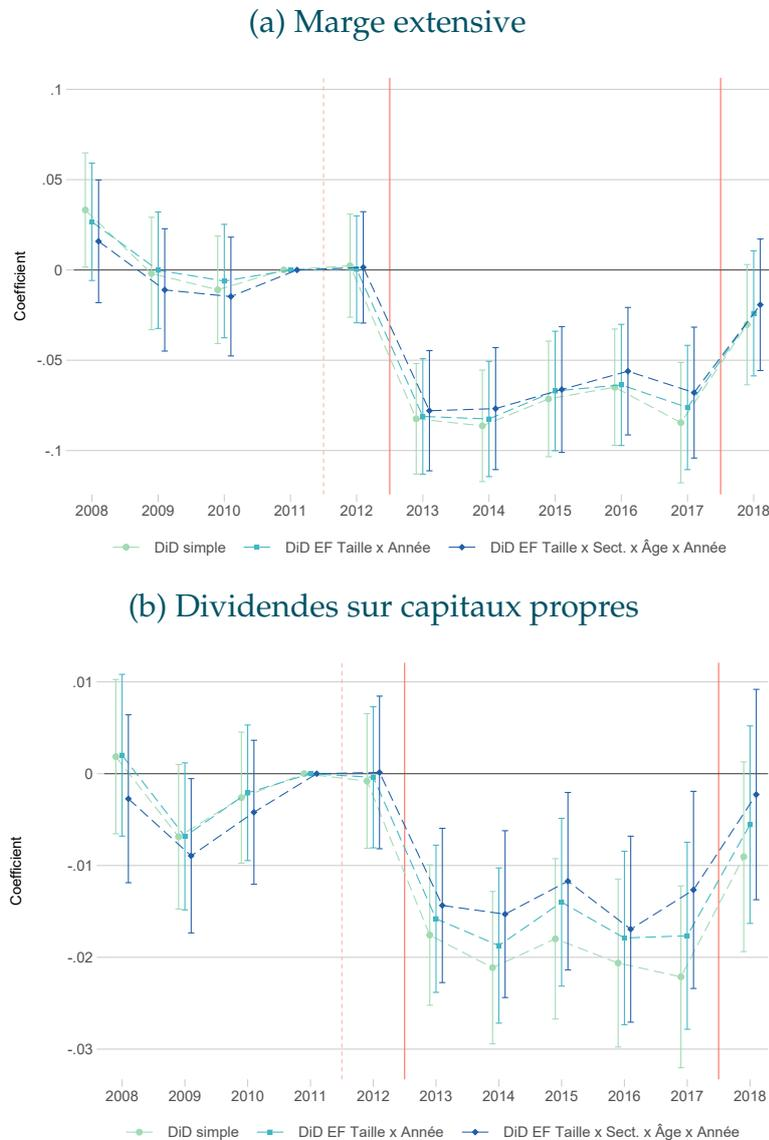 (a) Marge extensive
.1
.05
0
-.05
-.1
Coefficient
2008 2009 2010 2011 2012 2013 2014 2015 2016 2017 2018
DiD simple DiD EF Taille x Année DiD EF Taille x Sect. x Âge x Année
(b) Dividendes sur capitaux propres
.01
0
-.01
-.02
-.03
Coefficient
2008 2009 2010 2011 2012 2013 2014 2015 2016 2017 2018
DiD simple DiD EF Taille x Année DiD EF Taille x Sect. x Âge x Année